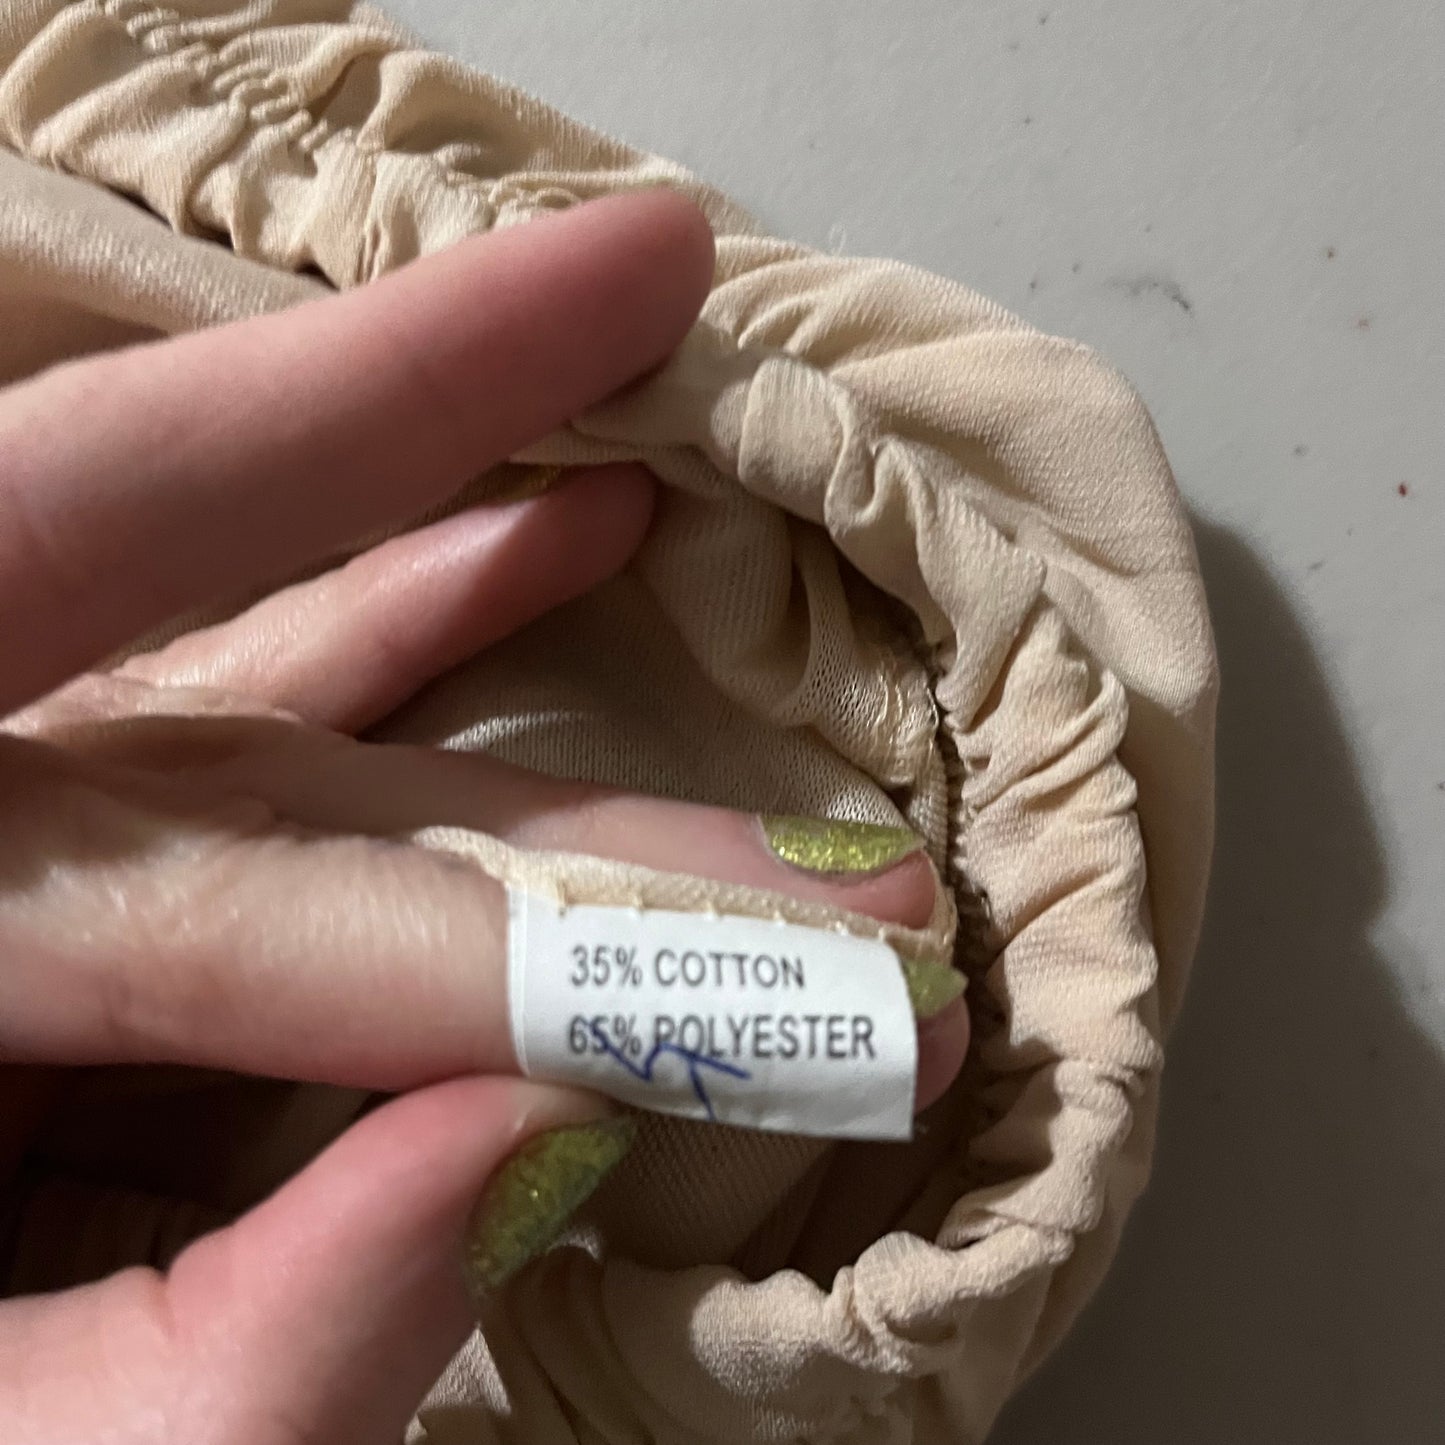 35% COTTON
65% POLYESTER